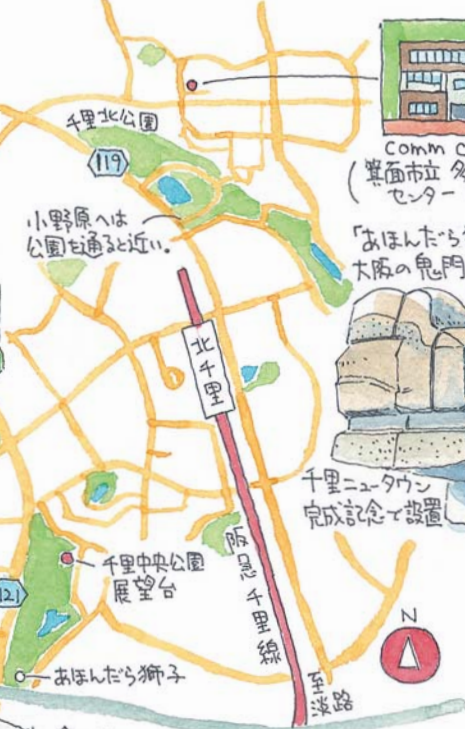 千里北公園
119
comm c
(箕面市立
センター
小野原へは
公園を通ると近い。
「あほんだら
大阪の鬼門
北千里
千里ニュータウン
完成記念で設置
千里中央公園
展望台
阪急千里線
121
あほんだら獅子
至
淡路
N